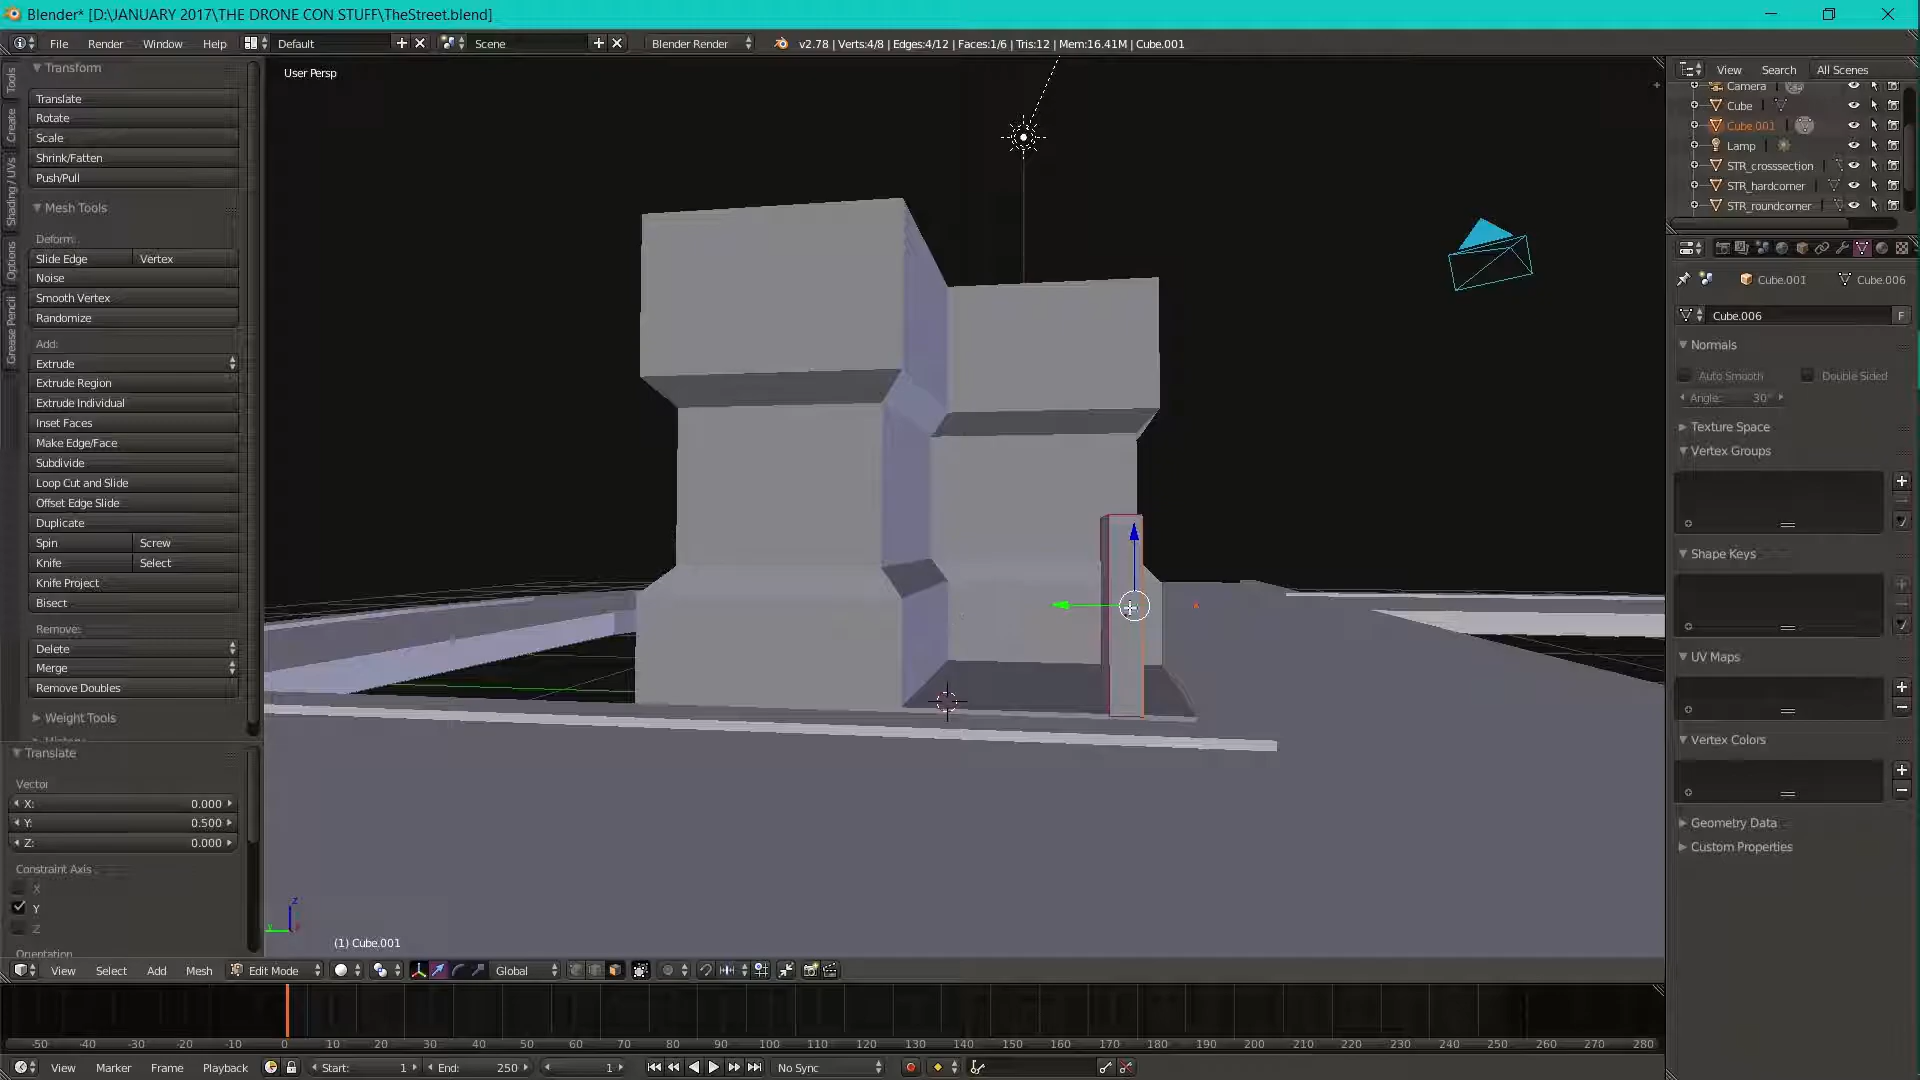 Blender* [D:\JANUARY 2017\THE DRONE CON STUFF\TheStreet.blend]
File Render Window Help Default Scene Blender Render v2.78 | Verts:4/8 | Edges:4/12 | Faces:1/6 | Tris:12 | Mem:16.41M | Cube.001
Tools
Create
Shading / UVs
Options
Grease Pencil
Transform
Translate
Rotate
Scale
Shrink/Fatten
Push/Pull
Mesh Tools
Deform:
Slide Edge Vertex
Noise
Smooth Vertex
Randomize
Add:
Extrude
Extrude Region
Extrude Individual
Inset Faces
Make Edge/Face
Subdivide
Loop Cut and Slide
Offset Edge Slide
Duplicate
Spin Screw
Knife Select
Knife Project
Bisect
Remove:
Delete
Merge
Remove Doubles
Weight Tools
Translate
Vector
X: 0.000
Y: 0.500
Z: 0.000
Constraint Axis
X
Y
Z
Orientation
User Persp
z
(1) Cube.001
View Search All Scenes
Camera
Cube
Cube.001
Lamp
STR_crosssection
STR_hardcorner
STR_roundcorner
Cube.001 Cube.006
Cube.006 F
Normals
Auto Smooth Double Sided
Angle: 30°
Texture Space
Vertex Groups
Shape Keys
UV Maps
Vertex Colors
Geometry Data
Custom Properties
View Select Add Mesh Edit Mode Global
-50 -40 -30 -20 -10 0 10 20 30 40 50 60 70 80 90 100 110 120 130 140 150 160 170 180 190 200 210 220 230 240 250 260 270 280
View Marker Frame Playback Start: 1 End: 250 1 No Sync